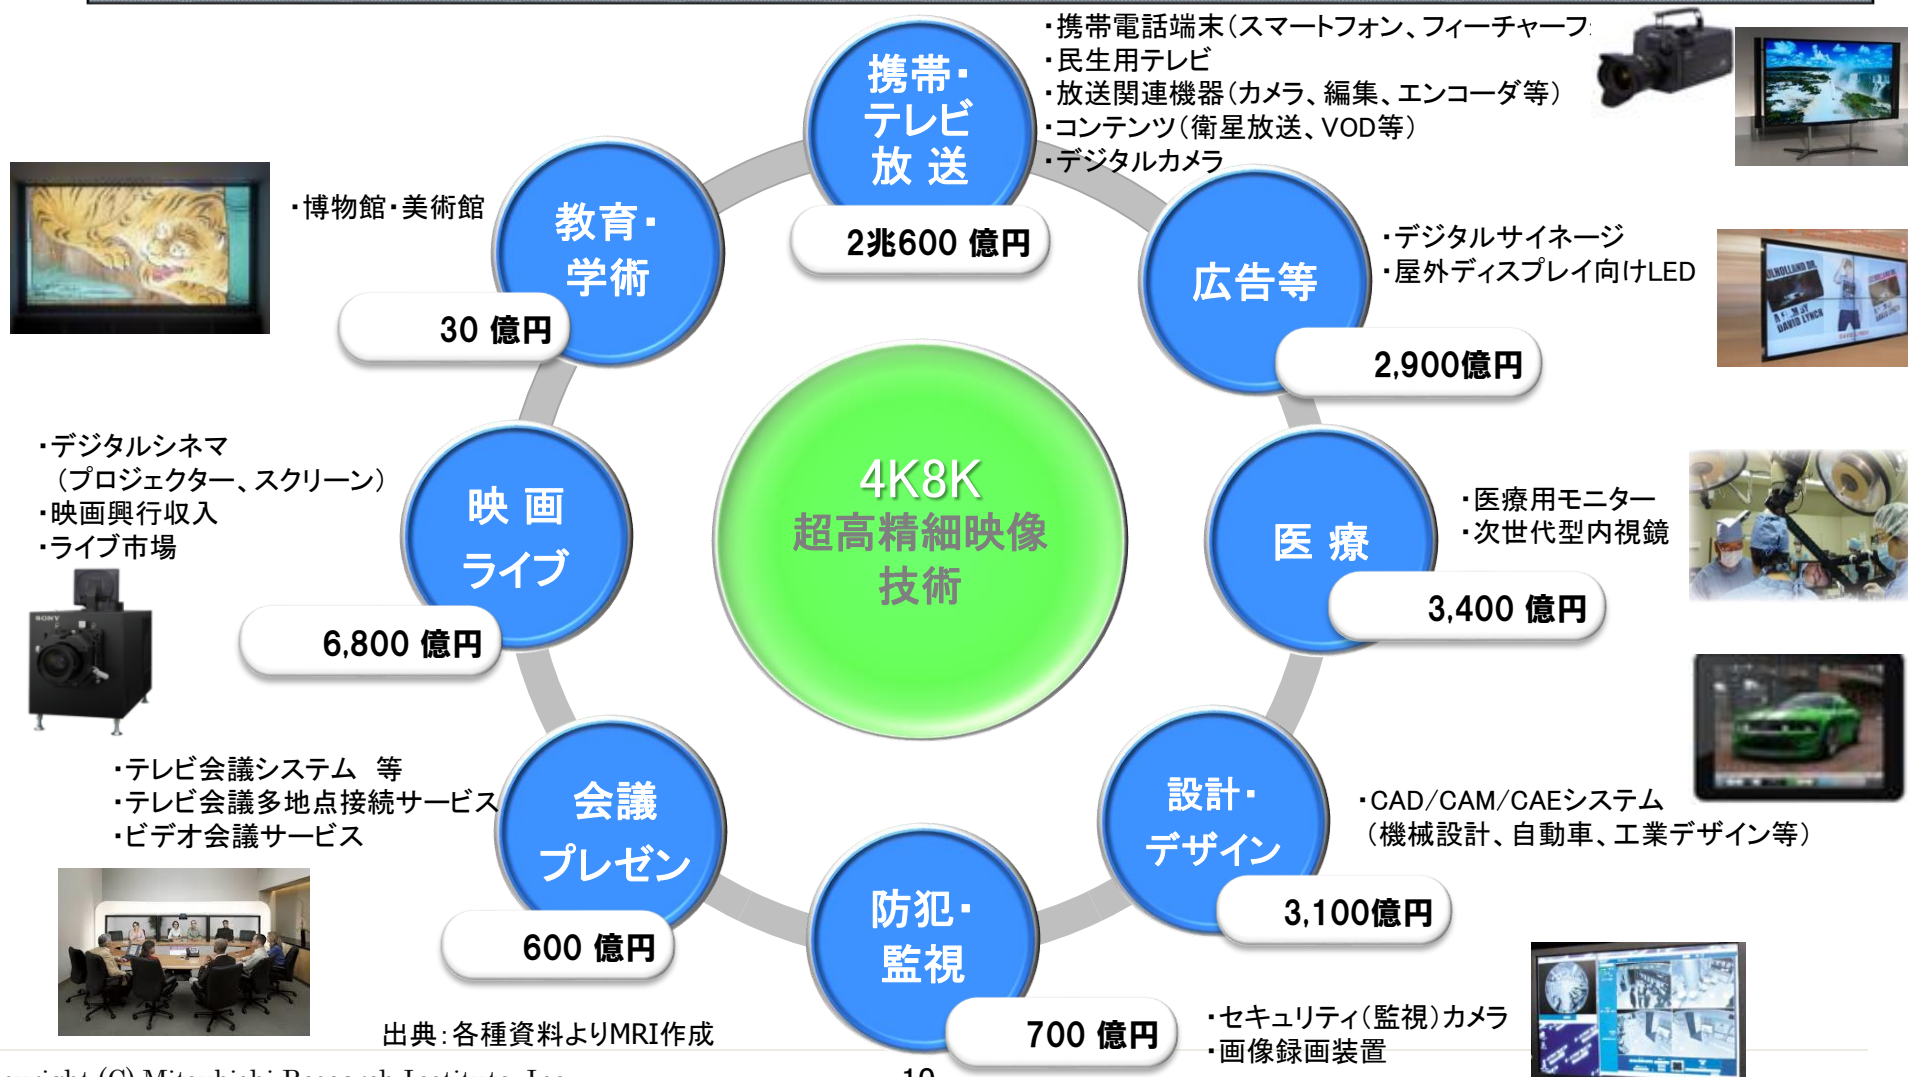 ・携帯電話端末（スマートフォン、フィーチャーフ
・民生用テレビ
・放送関連機器（カメラ、編集、エンコーダ等）
・コンテンツ（衛星放送、VOD等）
・デジタルカメラ
携帯・
テレビ
放 送
2兆600 億円
・博物館・美術館
教育・
学術
30 億円
・デジタルサイネージ
・屋外ディスプレイ向けLED
広告等
2,900億円
MULHOLLAND DR.
A FILM BY
DAVID LYNCH
・デジタルシネマ
（プロジェクター、スクリーン）
・映画興行収入
・ライブ市場
映 画
ライブ
6,800 億円
SONY
4K8K
超高精細映像
技術
・医療用モニター
・次世代型内視鏡
医 療
3,400 億円
・テレビ会議システム 等
・テレビ会議多地点接続サービス
・ビデオ会議サービス
会議
プレゼン
600 億円
設計・
デザイン
・CAD/CAM/CAEシステム
（機械設計、自動車、工業デザイン等）
3,100億円
防犯・
監視
700 億円
・セキュリティ（監視）カメラ
・画像録画装置
出典：各種資料よりMRI作成
pyright (C) Mitsubishi Research Institute, Inc.
10